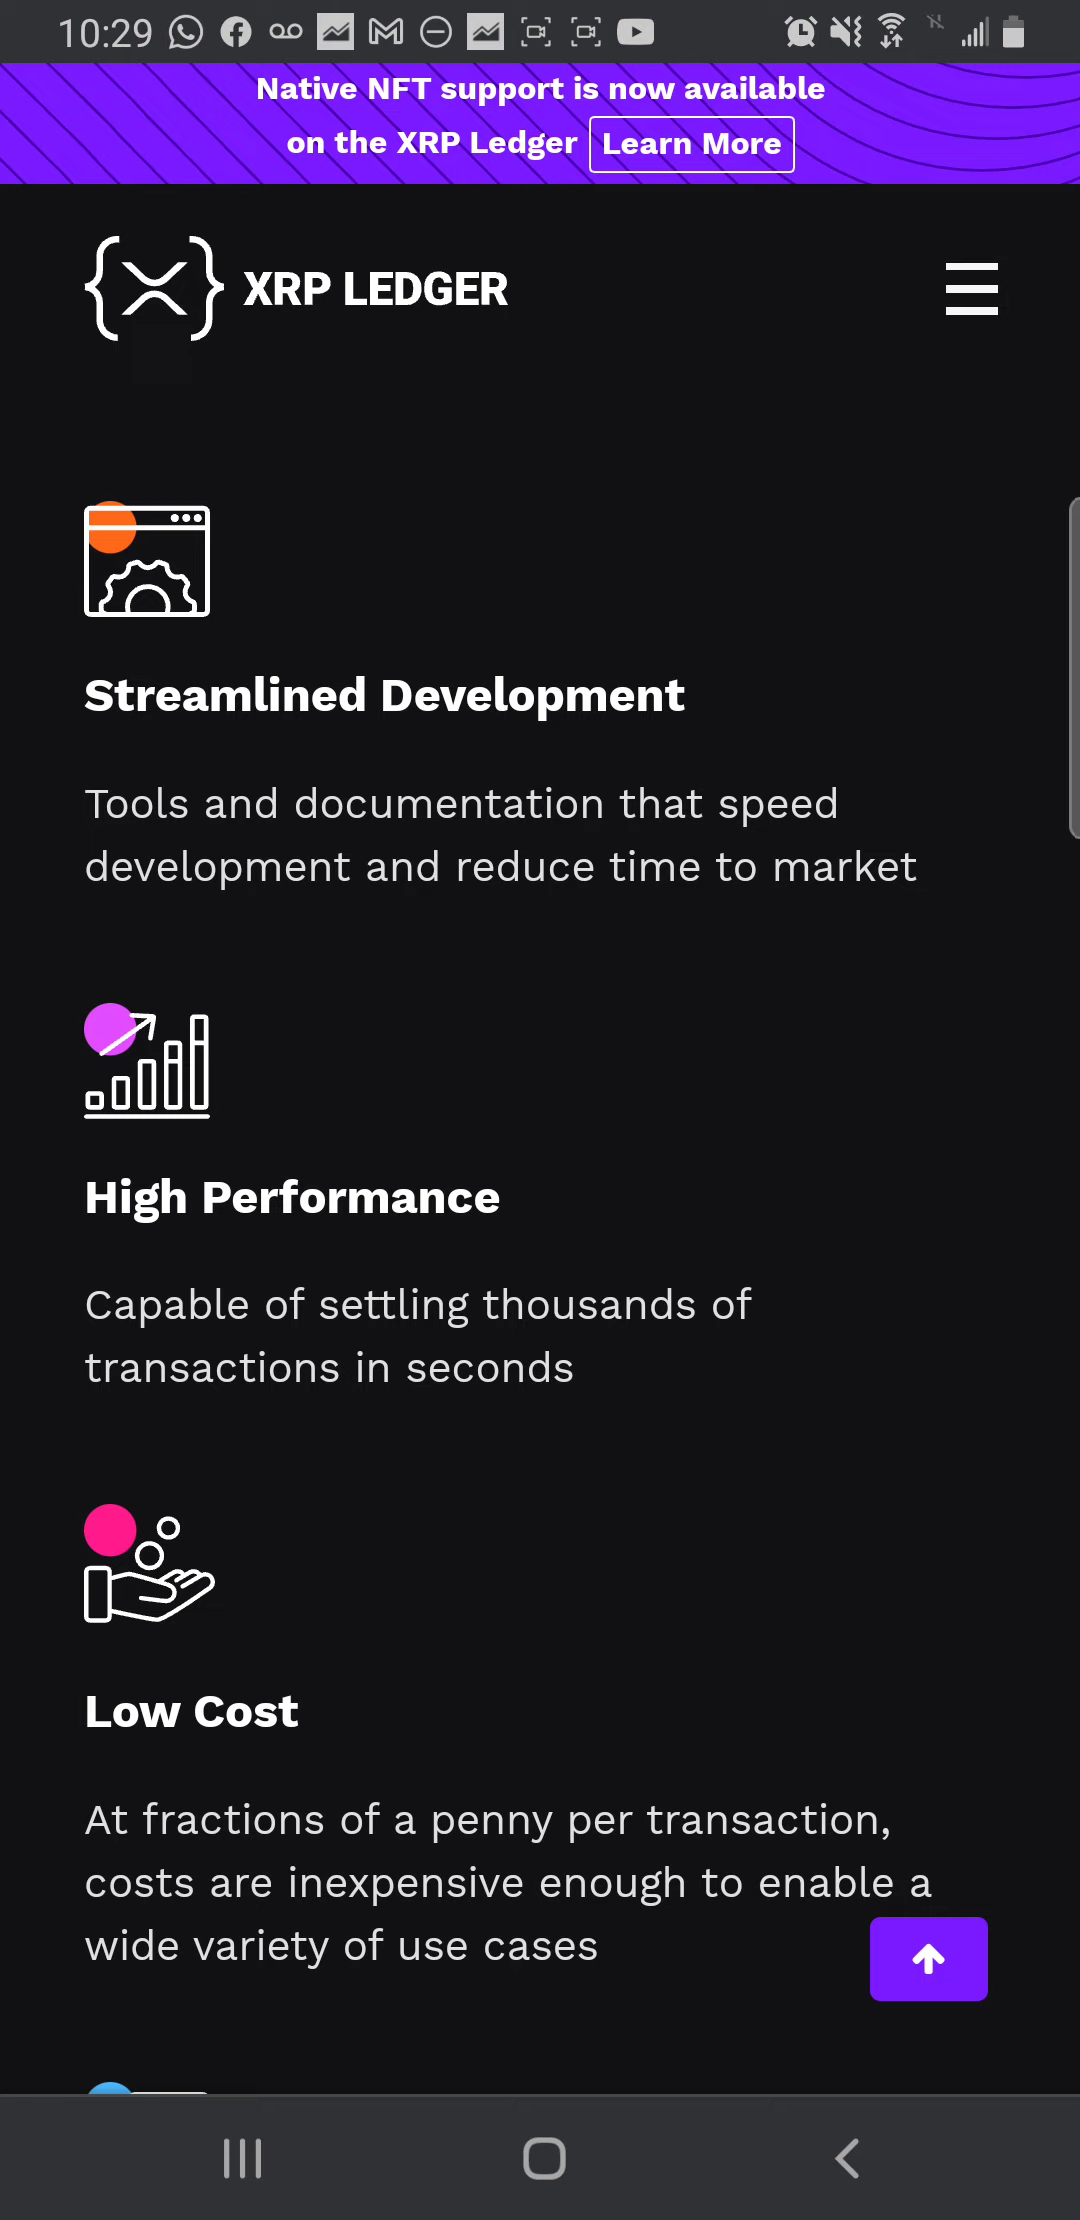 10:29
Native NFT support is now available
on the XRP Ledger Learn More
XRP LEDGER
Streamlined Development
Tools and documentation that speed
development and reduce time to market
High Performance
Capable of settling thousands of
transactions in seconds
Low Cost
At fractions of a penny per transaction,
costs are inexpensive enough to enable a
wide variety of use cases